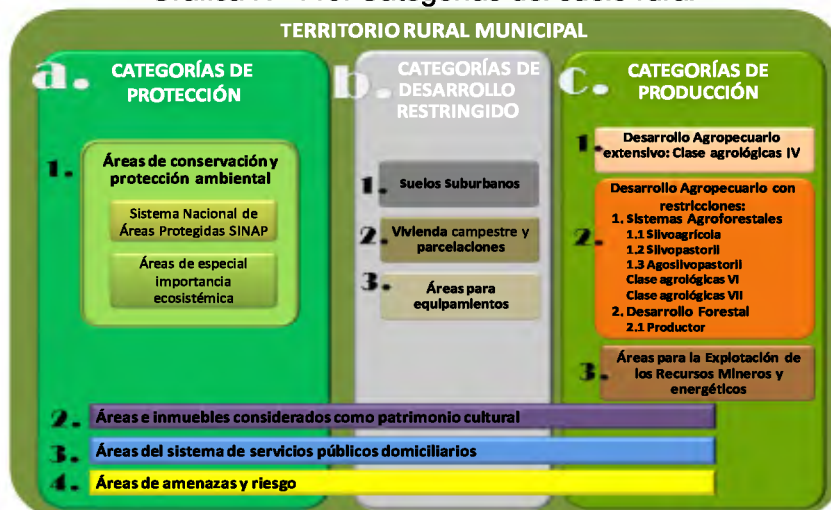 TERRITORIO RURAL MUNICIPAL
a.
CATEGORÍAS DE
PROTECCIÓN
1.
Áreas de conservación y
protección ambiental
Sistema Nacional de
Áreas Protegidas SINAP
Áreas de especial
importancia
ecosistémica
b.
CATEGORÍAS DE
DESARROLLO
RESTRINGIDO
1.
Suelos Suburbanos
2.
Vivienda campestre y
parcelaciones
3.
Áreas para
equipamientos
c.
CATEGORÍAS DE
PRODUCCIÓN
1.
Desarrollo Agropecuario
extensivo: Clase agrológicas IV
2.
Desarrollo Agropecuario con
restricciones:
1. Sistemas Agroforestales
1.1 Silvoagrícola
1.2 Silvopastoril
1.3 Agosilvopastoril
Clase agrológicas VI
Clase agrológicas VII
2. Desarrollo Forestal
2.1 Productor
3.
Áreas para la Explotación de
los Recursos Mineros y
energéticos
2.
Áreas e inmuebles considerados como patrimonio cultural
3.
Áreas del sistema de servicios públicos domiciliarios
4.
Áreas de amenazas y riesgo